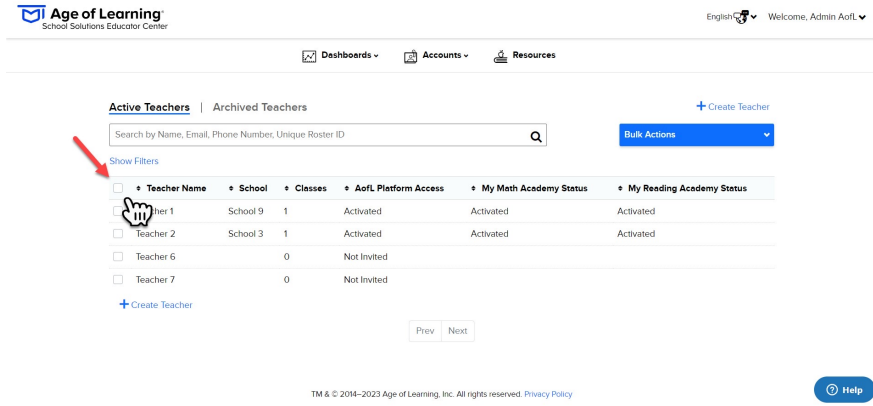 Age of Learning®
School Solutions Educator Center
English
Welcome, Admin AofL
Dashboards
Accounts
Resources
Active Teachers | Archived Teachers
+ Create Teacher
Search by Name, Email, Phone Number, Unique Roster ID
Bulk Actions
Show Filters
Teacher Name School Classes AofL Platform Access My Math Academy Status My Reading Academy Status
1 School 9 1 Activated Activated Activated
Teacher 2 School 3 1 Activated Activated Activated
Teacher 6 0 Not Invited
Teacher 7 0 Not Invited
+ Create Teacher
Prev Next
TM & © 2014–2023 Age of Learning, Inc. All rights reserved. Privacy Policy
Help